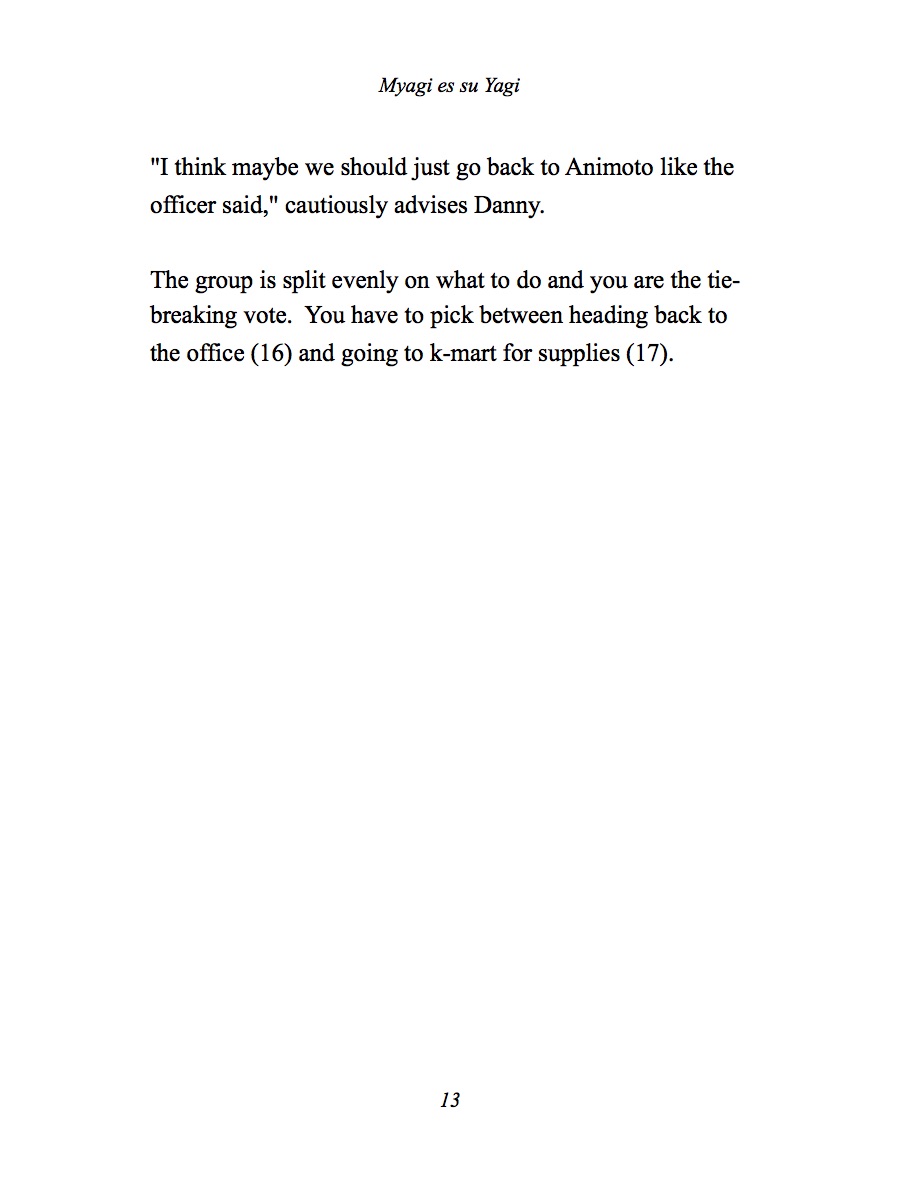 Myagi es su Yagi
"I think maybe we should just go back to Animoto like the
officer said," cautiously advises Danny.
The group is split evenly on what to do and you are the tie-
breaking vote.  You have to pick between heading back to
the office (16) and going to k-mart for supplies (17).
13